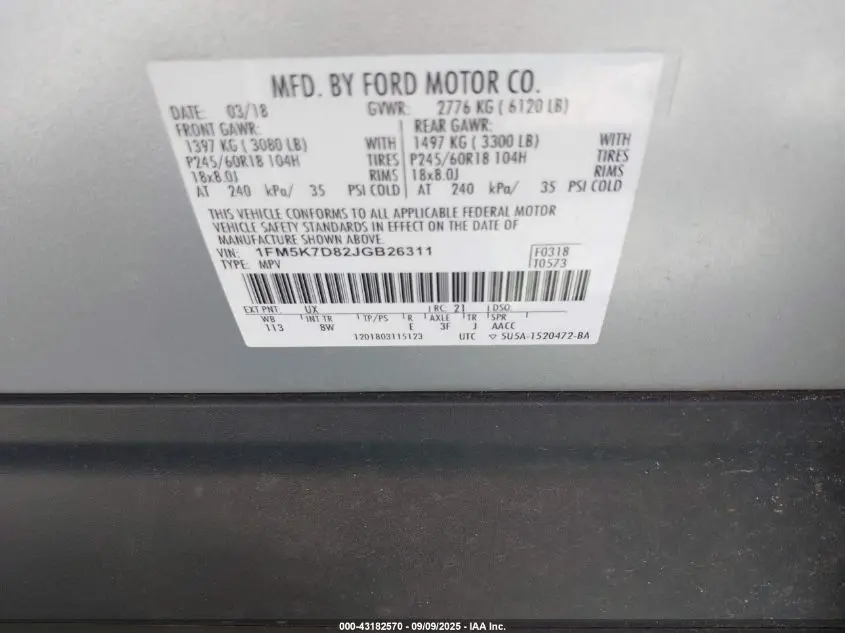 MFD. BY FORD MOTOR CO.
DATE: 03/18 GVWR: 2776 KG ( 6120 LB)
FRONT GAWR: REAR GAWR:
1397 KG ( 3080 LB) WITH 1497 KG ( 3300 LB) WITH
P245/60R18 104H TIRES P245/60R18 104H TIRES
18x8.0J RIMS 18x8.0J RIMS
AT 240 kPa/ 35 PSI COLD AT 240 kPa/ 35 PSI COLD
THIS VEHICLE CONFORMS TO ALL APPLICABLE FEDERAL MOTOR
VEHICLE SAFETY STANDARDS IN EFFECT ON THE DATE OF
MANUFACTURE SHOWN ABOVE.
VIN: 1FM5K7D82JGB26311 F0318
TYPE: MPV T0573
EXT PNT: UX RC: 21 DSO:
WB INT TR TP/PS R AXLE TR SPR
113 8W E 3F J AACC
1201803115123 UTC ▽ 5U5A-1520472-BA
000-43182570 - 09/09/2025 - IAA Inc.